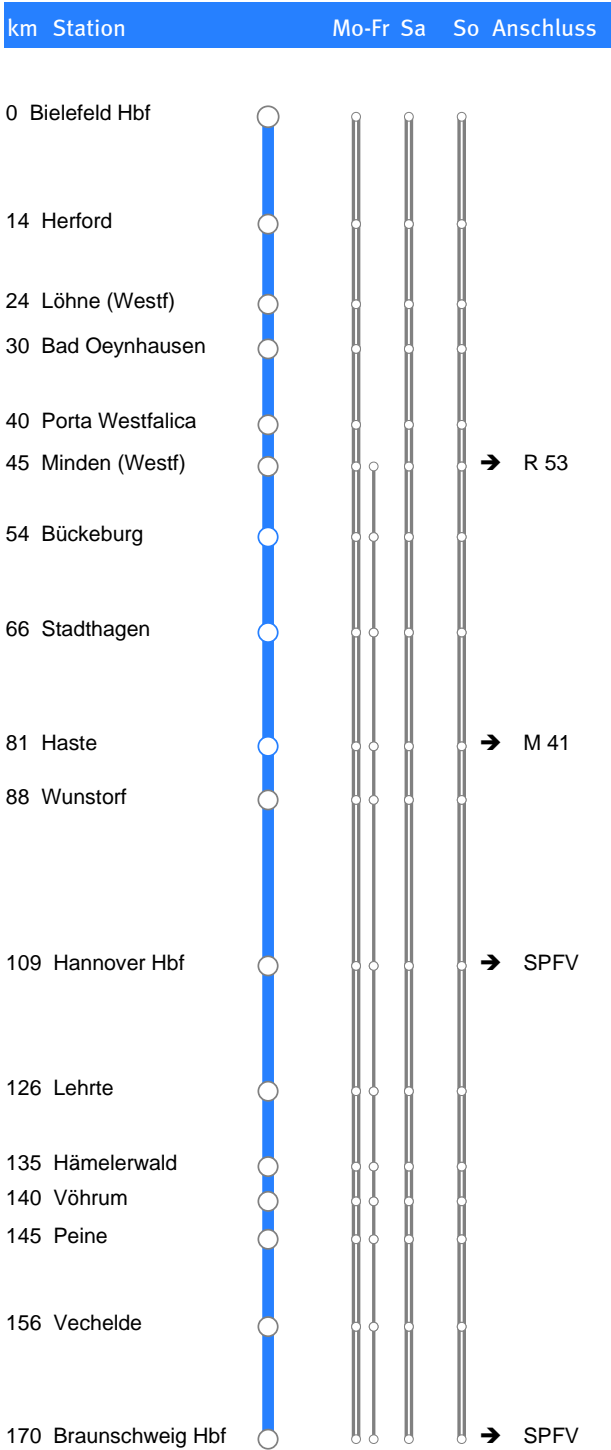 km Station Mo-Fr Sa So Anschluss
0 Bielefeld Hbf
14 Herford
24 Löhne (Westf)
30 Bad Oeynhausen
40 Porta Westfalica
45 Minden (Westf) ➔ R 53
54 Bückeburg
66 Stadthagen
81 Haste ➔ M 41
88 Wunstorf
109 Hannover Hbf ➔ SPFV
126 Lehrte
135 Hämelerwald
140 Vöhrum
145 Peine
156 Vechelde
170 Braunschweig Hbf ➔ SPFV